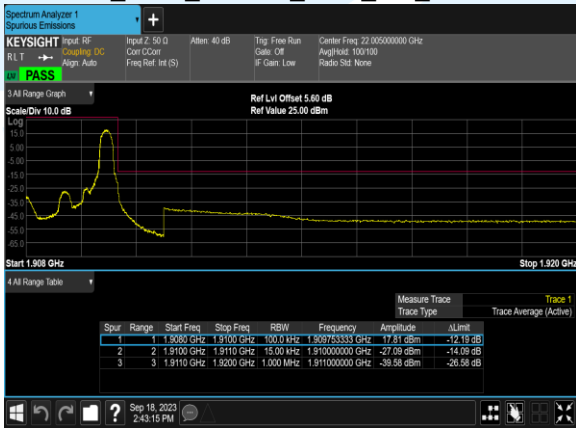 Spectrum Analyzer 1
Spurious Emissions
+
KEYSIGHT Input: RF Input Z: 50 Ω Atten: 40 dB Trig: Free Run Center Freq: 22.005000000 GHz
RLT Coupling: DC Corr CCorr Gate: Off Avg|Hold: 100/100
Align: Auto Freq Ref: Int (S) IF Gain: Low Radio Std: None
PASS
3 All Range Graph
Ref Lvl Offset 5.60 dB
Scale/Div 10.0 dB Ref Value 25.00 dBm
Log
15.0
5.00
-5.00
-15.0
-25.0
-35.0
-45.0
-55.0
-65.0
Start 1.908 GHz Stop 1.920 GHz
4 All Range Table
Measure Trace Trace 1
Trace Type Trace Average (Active)
Spur Range Start Freq Stop Freq RBW Frequency Amplitude ΔLimit
1 1 1.9080 GHz 1.9100 GHz 100.0 kHz 1.909753333 GHz 17.81 dBm -12.19 dB
2 2 1.9100 GHz 1.9110 GHz 15.00 kHz 1.910000000 GHz -27.09 dBm -14.09 dB
3 3 1.9110 GHz 1.9200 GHz 1.000 MHz 1.911000000 GHz -39.58 dBm -26.58 dB
? Sep 18, 2023
2:43:15 PM